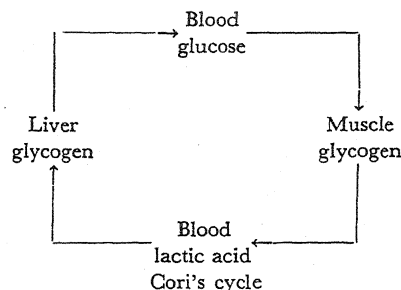 Blood
glucose
Liver
glycogen
Muscle
glycogen
Blood
lactic acid
Cori's cycle